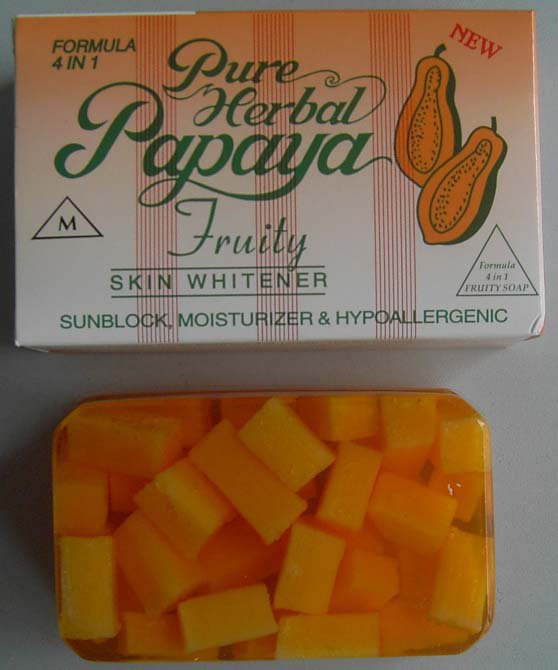 FORMULA
4 IN 1
NEW
Pure
Herbal
Papaya
M
Fruity
SKIN WHITENER
Formula
4 in 1
FRUITY SOAP
SUNBLOCK, MOISTURIZER & HYPOALLERGENIC